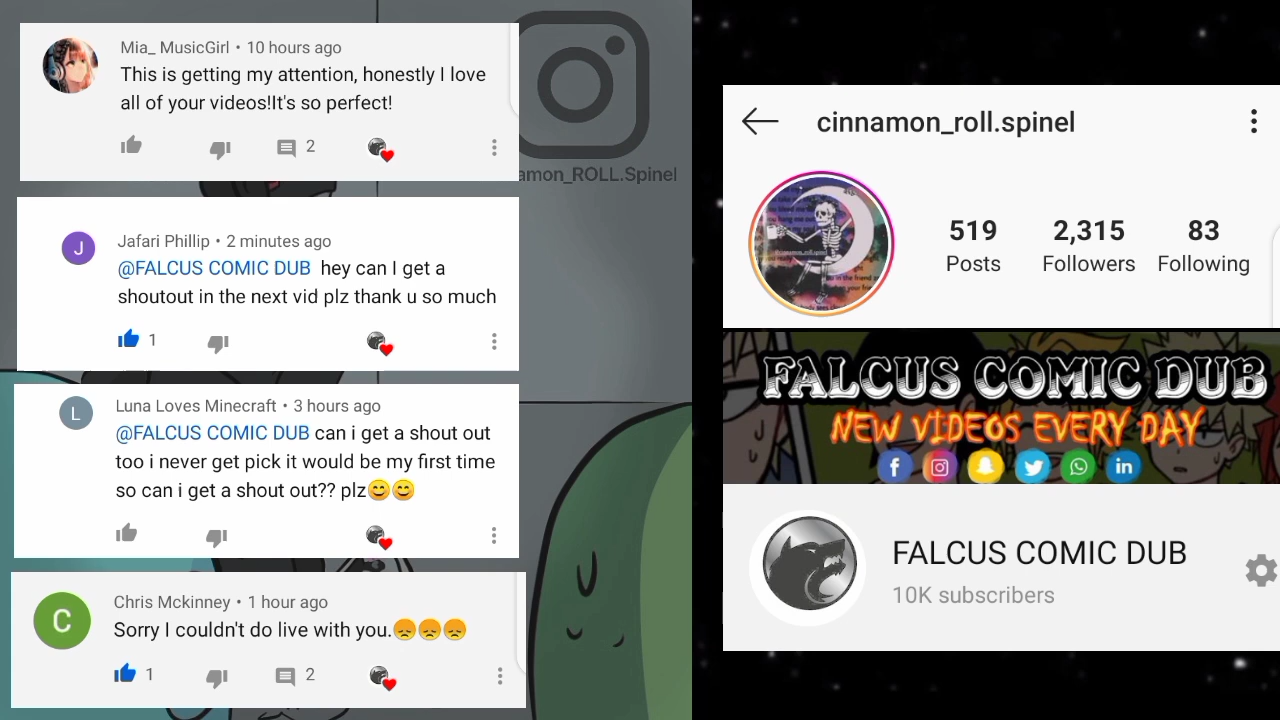 Mia_ MusicGirl • 10 hours ago
This is getting my attention, honestly I love
all of your videos!It's so perfect!
2
amon_ROLL.Spinel
J
Jafari Phillip • 2 minutes ago
@FALCUS COMIC DUB hey can I get a
shoutout in the next vid plz thank u so much
1
L
Luna Loves Minecraft • 3 hours ago
@FALCUS COMIC DUB can i get a shout out
too i never get pick it would be my first time
so can i get a shout out?? plz😊😊
C
Chris Mckinney • 1 hour ago
Sorry I couldn't do live with you.😞😞😞
1 2
cinnamon_roll.spinel
519 2,315 83
Posts Followers Following
FALCUS COMIC DUB
NEW VIDEOS EVERY DAY
f in
FALCUS COMIC DUB
10K subscribers